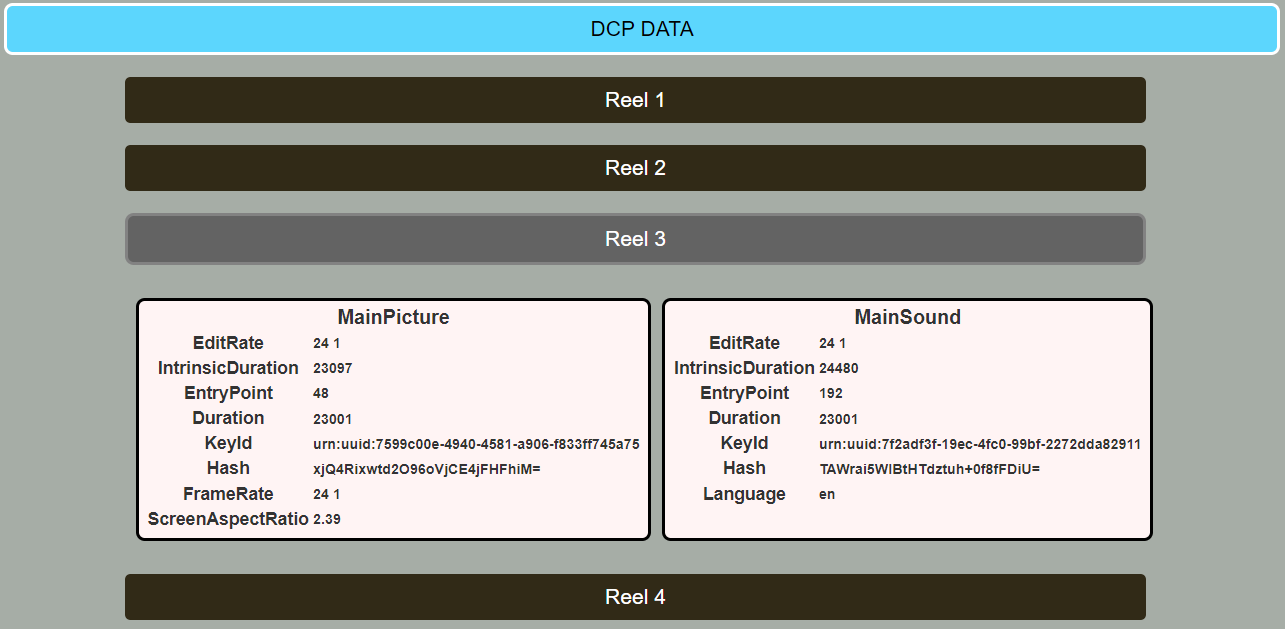 DCP DATA
Reel 1
Reel 2
Reel 3
MainPicture
EditRate 24 1
IntrinsicDuration 23097
EntryPoint 48
Duration 23001
KeyId urn:uuid:7599c00e-4940-4581-a906-f833ff745a75
Hash xjQ4Rixwtd2O96oVjCE4jFHFhiM=
FrameRate 24 1
ScreenAspectRatio 2.39
MainSound
EditRate 24 1
IntrinsicDuration 24480
EntryPoint 192
Duration 23001
KeyId urn:uuid:7f2adf3f-19ec-4fc0-99bf-2272dda82911
Hash TAWrai5WIBtHTdztuh+0f8fFDiU=
Language en
Reel 4